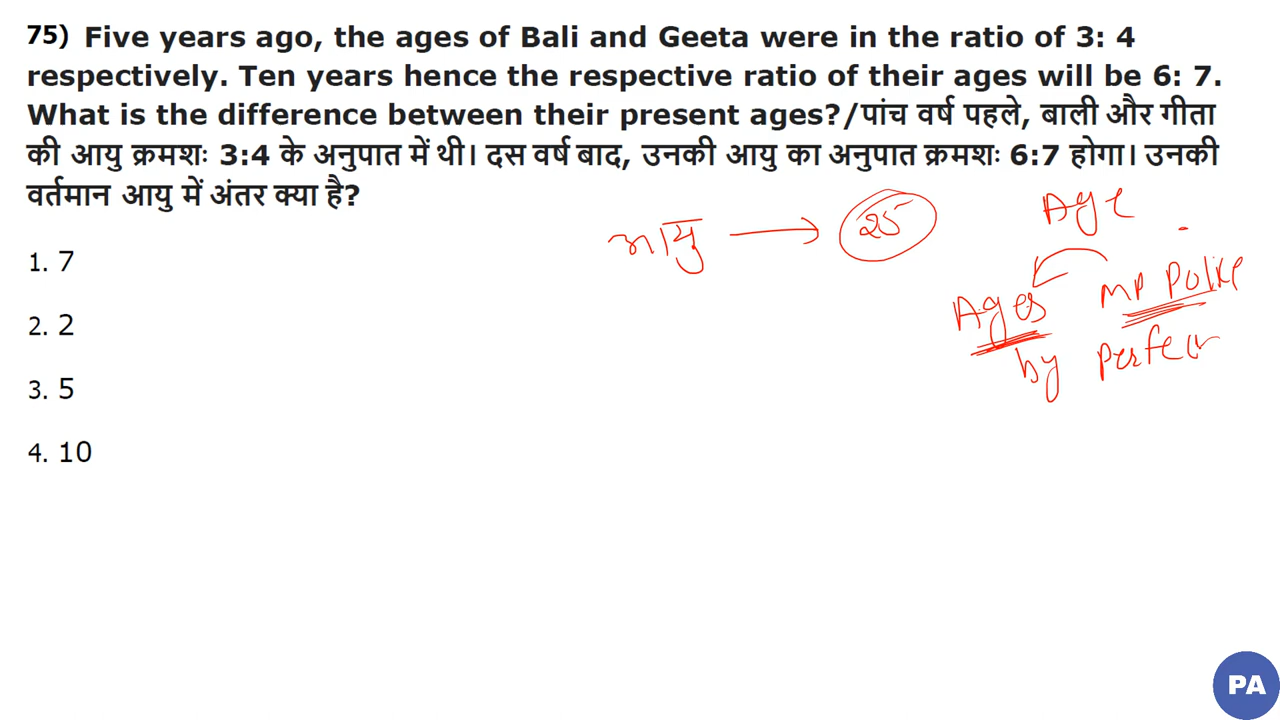 75) Five years ago, the ages of Bali and Geeta were in the ratio of 3: 4
respectively. Ten years hence the respective ratio of their ages will be 6: 7.
What is the difference between their present ages?/पांच वर्ष पहले, बाली और गीता
की आयु क्रमशः 3:4 के अनुपात में थी। दस वर्ष बाद, उनकी आयु का अनुपात क्रमशः 6:7 होगा। उनकी
वर्तमान आयु में अंतर क्या है?
आयु 25
Age
Ages MP Police
by Perfect
1. 7
2. 2
3. 5
4. 10
PA